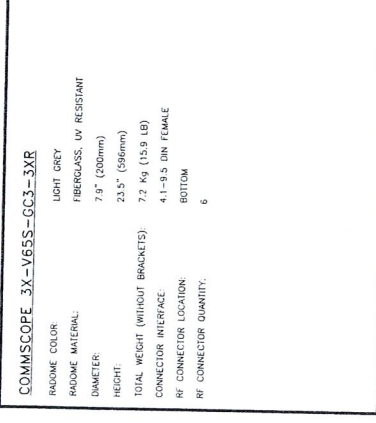 COMMSCOPE 3X-V65S-GC3-3XR
RADOME COLOR: LIGHT GREY
RADOME MATERIAL: FIBERGLASS, UV RESISTANT
DIAMETER: 7.9" (200mm)
HEIGHT: 23.5" (596mm)
TOTAL WEIGHT (WITHOUT BRACKETS): 7.2 Kg (15.9 LB)
CONNECTOR INTERFACE: 4.1-9.5 DIN FEMALE
RF CONNECTOR LOCATION: BOTTOM
RF CONNECTOR QUANTITY: 6